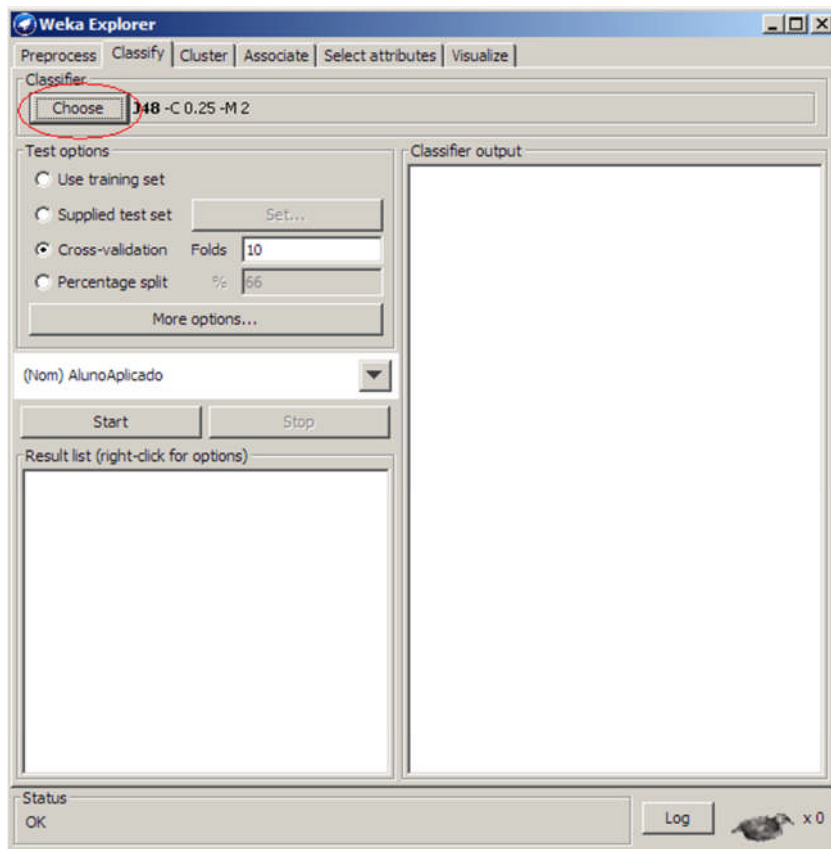 Weka Explorer
Preprocess Classify Cluster Associate Select attributes Visualize
Classifier
Choose J48 -C 0.25 -M 2
Test options
Use training set
Supplied test set Set...
Cross-validation Folds 10
Percentage split % 66
More options...
(Nom) AlunoAplicado
Start Stop
Result list (right-click for options)
Classifier output
Status
OK
Log x 0